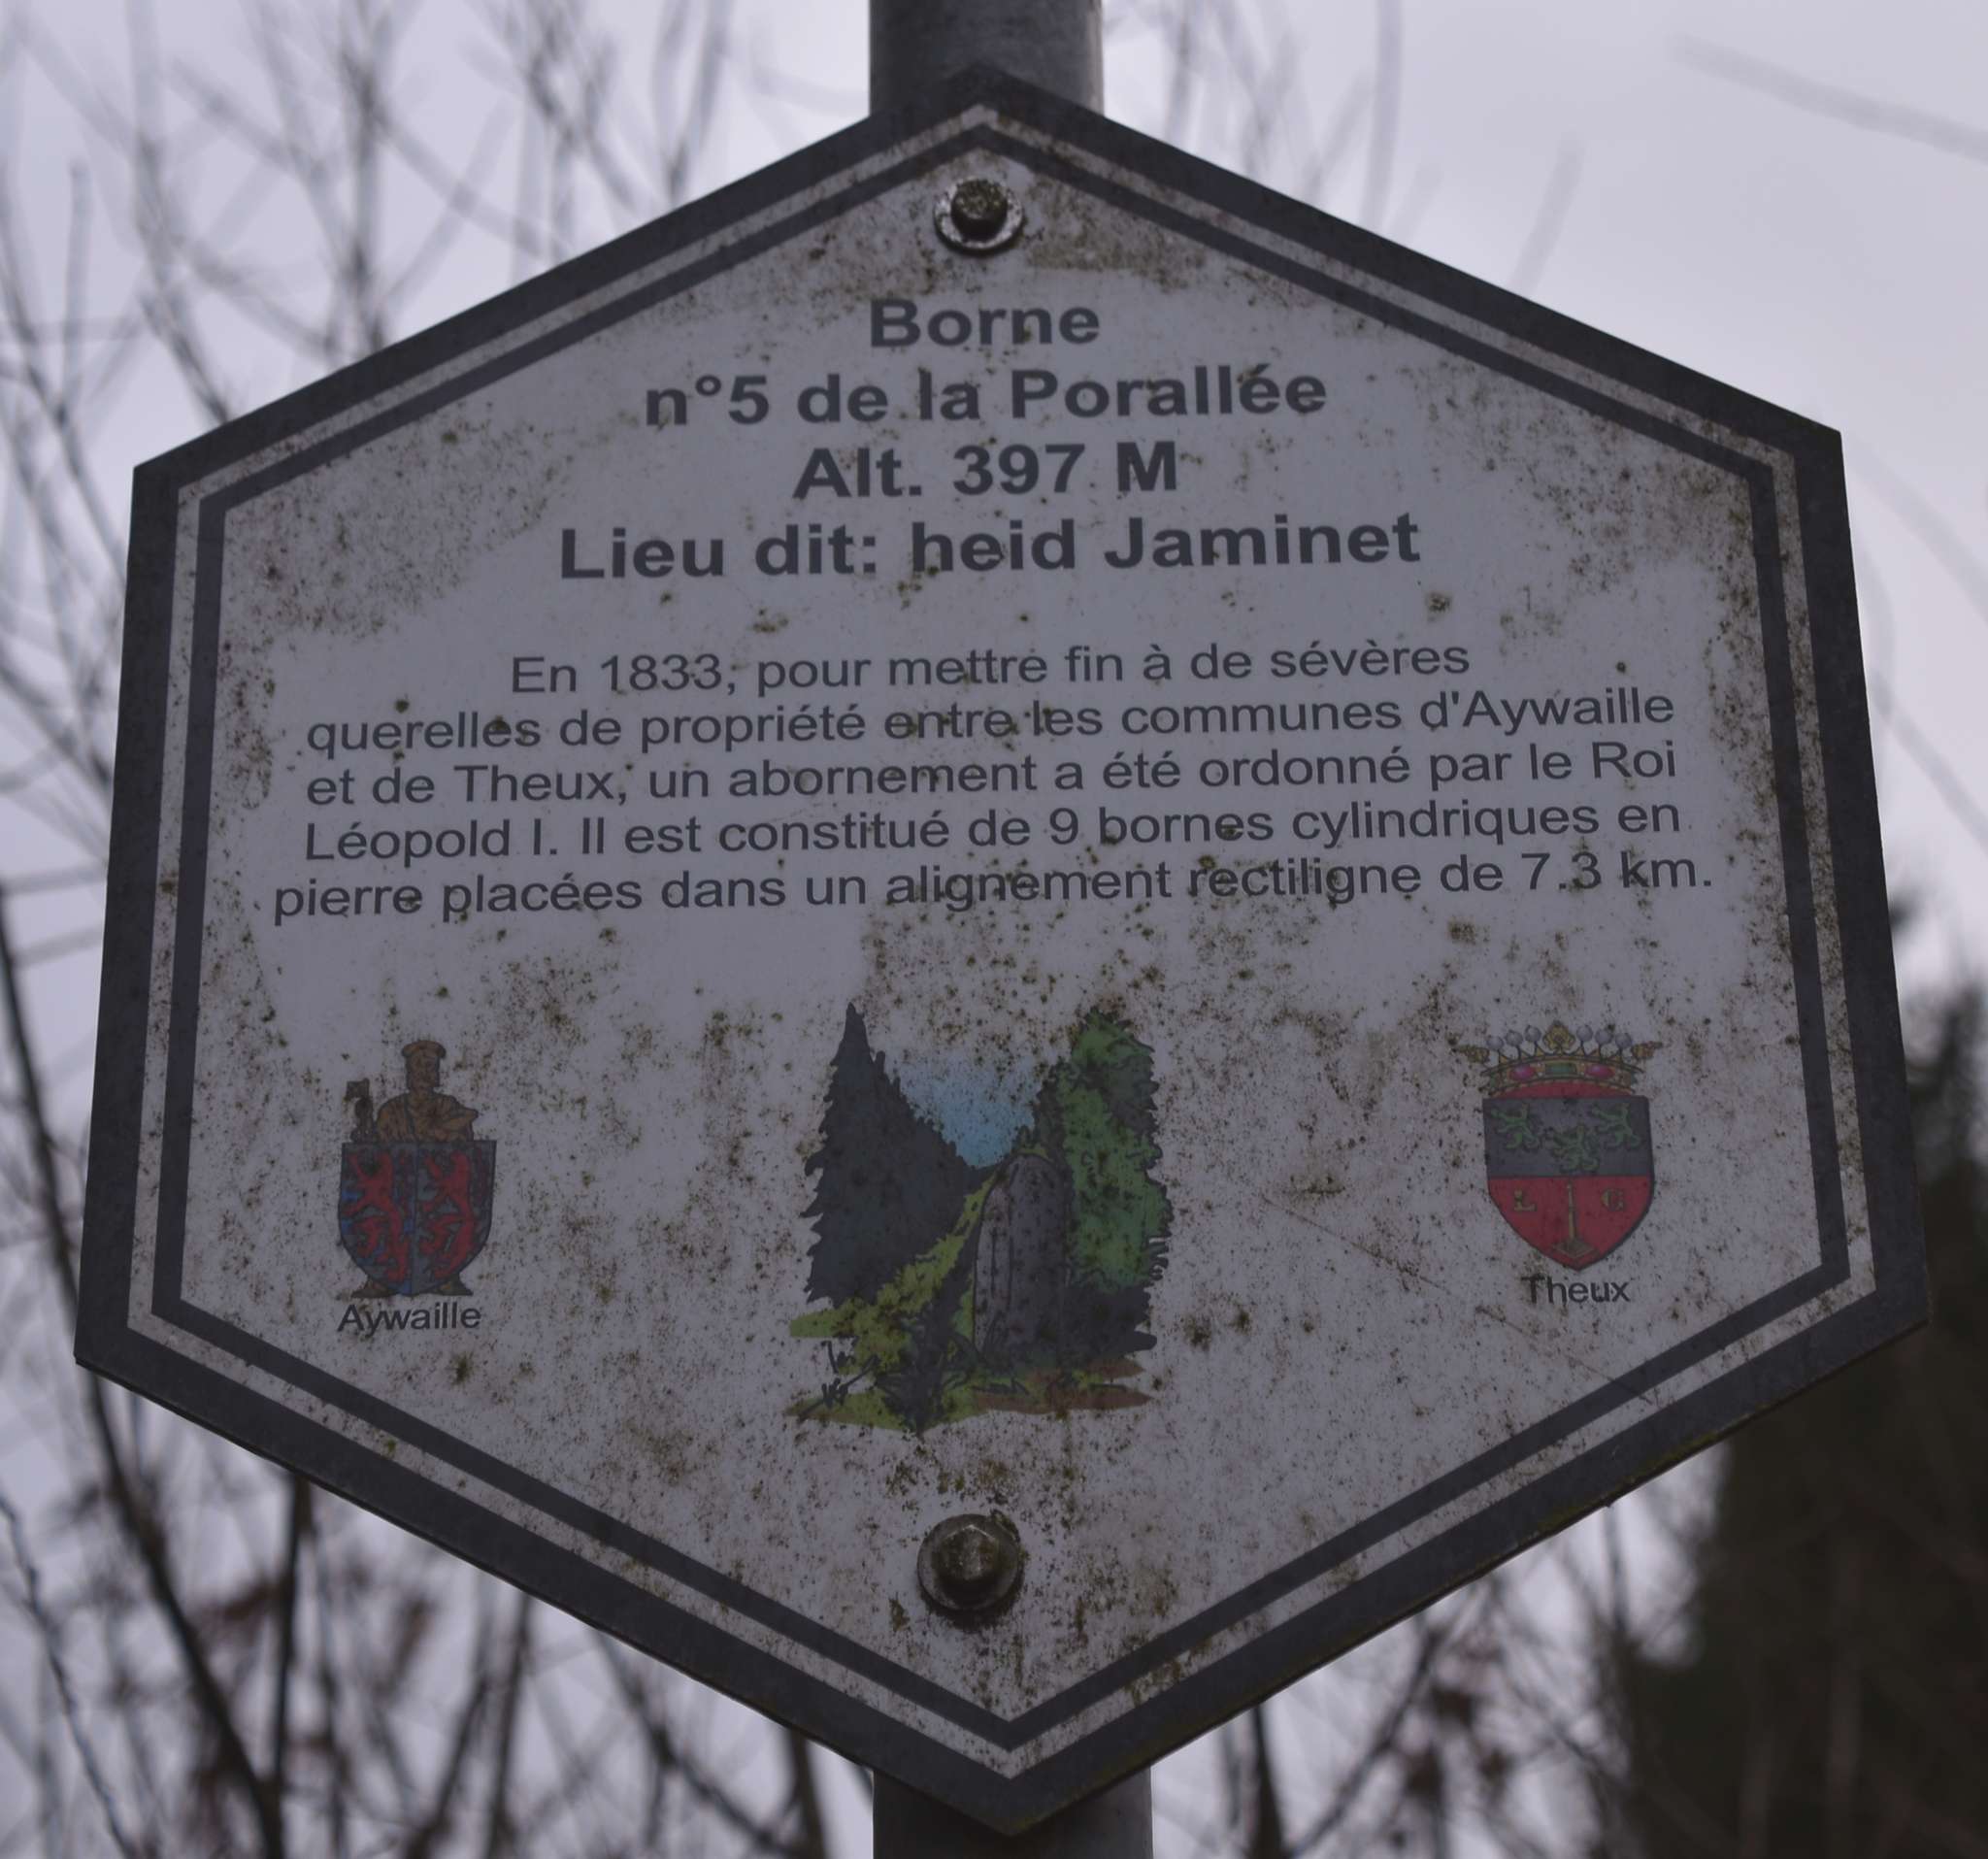 Borne
n°5 de la Porallée
Alt. 397 M
Lieu dit: heid Jaminet
En 1833, pour mettre fin à de sévères
querelles de propriété entre les communes d'Aywaille
et de Theux, un abornement a été ordonné par le Roi
Léopold I. Il est constitué de 9 bornes cylindriques en
pierre placées dans un alignement rectiligne de 7.3 km.
L G
Aywaille
Theux